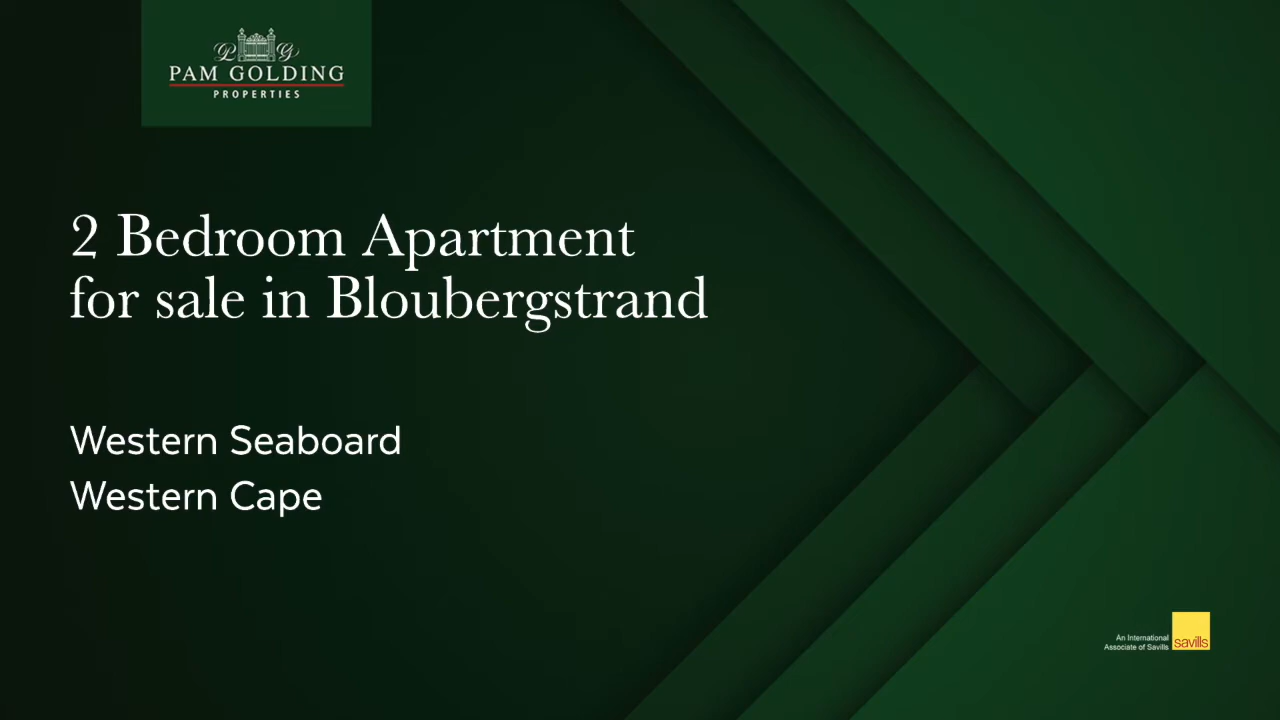 PG
PAM GOLDING
PROPERTIES
2 Bedroom Apartment
for sale in Bloubergstrand
Western Seaboard
Western Cape
An International
Associate of Savills
savills